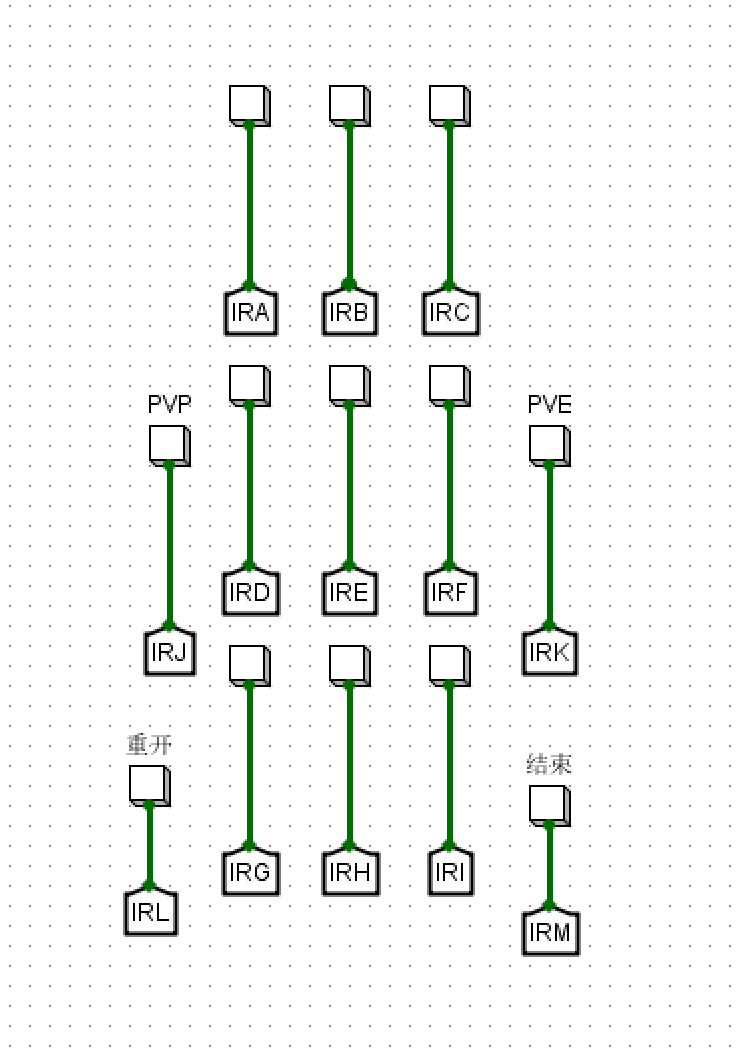 IRA
IRB
IRC
PVP
PVE
IRD
IRE
IRF
IRJ
IRK
重开
结束
IRG
IRH
IRI
IRL
IRM